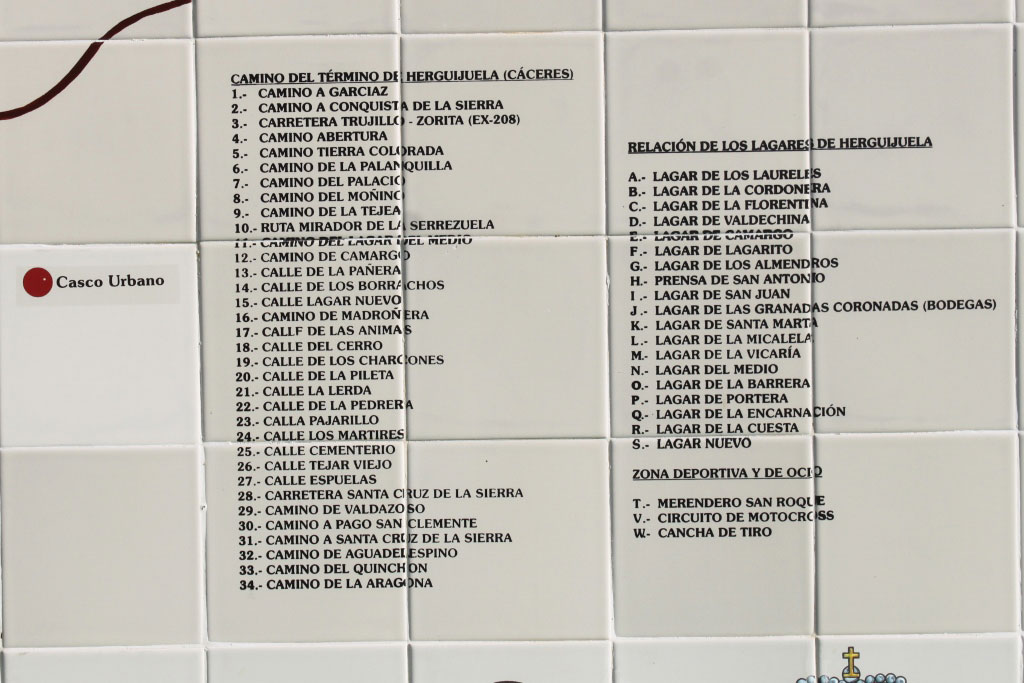 CAMINO DEL TÉRMINO DE HERGUIJUELA (CÁCERES)
1.- CAMINO A GARCIAZ
2.- CAMINO A CONQUISTA DE LA SIERRA
3.- CARRETERA TRUJILLO - ZORITA (EX-208)
4.- CAMINO ABERTURA
5.- CAMINO TIERRA COLORADA
6.- CAMINO DE LA PALANQUILLA
7.- CAMINO DEL PALACIO
8.- CAMINO DEL MOÑINO
9.- CAMINO DE LA TEJEA
10.- RUTA MIRADOR DE LA SERREZUELA
11.- CAMINO DEL LAGAR DEL MEDIO
12.- CAMINO DE CAMARGO
13.- CALLE DE LA PAÑERA
14.- CALLE DE LOS BORRACHOS
15.- CALLE LAGAR NUEVO
16.- CAMINO DE MADROÑERA
17.- CALLE DE LAS ANIMAS
18.- CALLE DEL CERRO
19.- CALLE DE LOS CHARCONES
20.- CALLE DE LA PILETA
21.- CALLE LA LERDA
22.- CALLE DE LA PEDRERA
23.- CALLA PAJARILLO
24.- CALLE LOS MARTIRES
25.- CALLE CEMENTERIO
26.- CALLE TEJAR VIEJO
27.- CALLE ESPUELAS
28.- CARRETERA SANTA CRUZ DE LA SIERRA
29.- CAMINO DE VALDAZOSO
30.- CAMINO A PAGO SAN CLEMENTE
31.- CAMINO A SANTA CRUZ DE LA SIERRA
32.- CAMINO DE AGUADELESPINO
33.- CAMINO DEL QUINCHON
34.- CAMINO DE LA ARAGONA
Casco Urbano
RELACIÓN DE LOS LAGARES DE HERGUIJUELA
A.- LAGAR DE LOS LAURELES
B.- LAGAR DE LA CORDONERA
C.- LAGAR DE LA FLORENTINA
D.- LAGAR DE VALDECHINA
E.- LAGAR DE CAMARGO
F.- LAGAR DE LAGARITO
G.- LAGAR DE LOS ALMENDROS
H.- PRENSA DE SAN ANTONIO
I.- LAGAR DE SAN JUAN
J.- LAGAR DE LAS GRANADAS CORONADAS (BODEGAS)
K.- LAGAR DE SANTA MARTA
L.- LAGAR DE LA MICALELA
M.- LAGAR DE LA VICARÍA
N.- LAGAR DEL MEDIO
O.- LAGAR DE LA BARRERA
P.- LAGAR DE PORTERA
Q.- LAGAR DE LA ENCARNACIÓN
R.- LAGAR DE LA CUESTA
S.- LAGAR NUEVO
ZONA DEPORTIVA Y DE OCIO
T.- MERENDERO SAN ROQUE
V.- CIRCUITO DE MOTOCROSS
W.- CANCHA DE TIRO